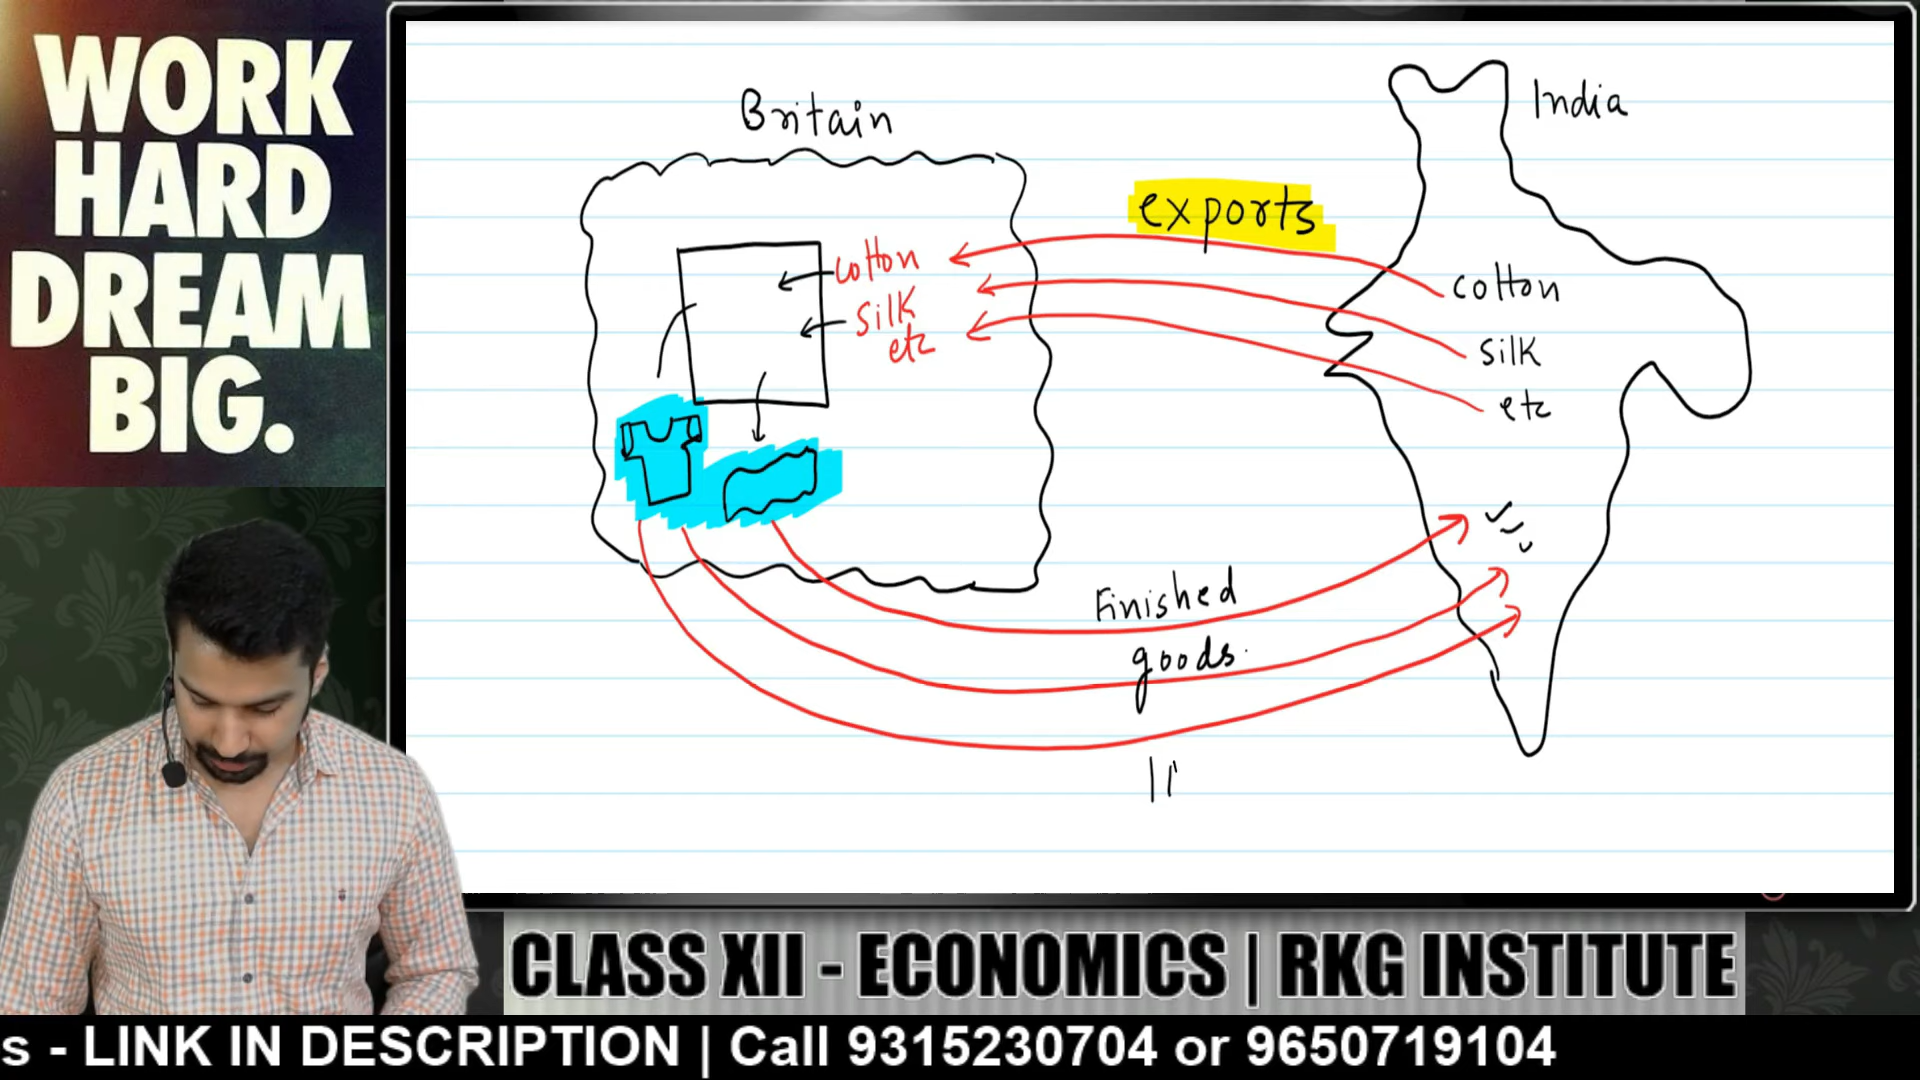 WORK
HARD
DREAM
BIG.
Britain
India
exports
cotton
silk
etc
cotton
silk
etc
Finished
goods.
CLASS XII - ECONOMICS | RKG INSTITUTE
s - LINK IN DESCRIPTION | Call 9315230704 or 9650719104